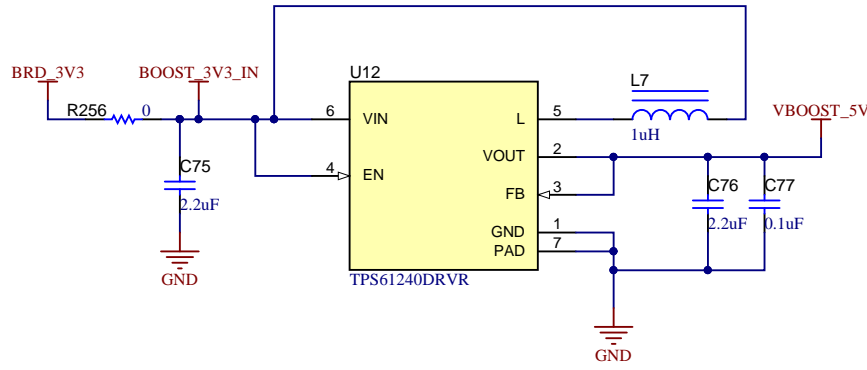 BRD_3V3
BOOST_3V3_IN
U12
L7
R256
0
6
VIN
L
5
1uH
VBOOST_5V
VOUT
2
C75
4
EN
FB
3
C76
C77
2.2uF
2.2uF
0.1uF
GND
1
PAD
7
GND
TPS61240DRVR
GND